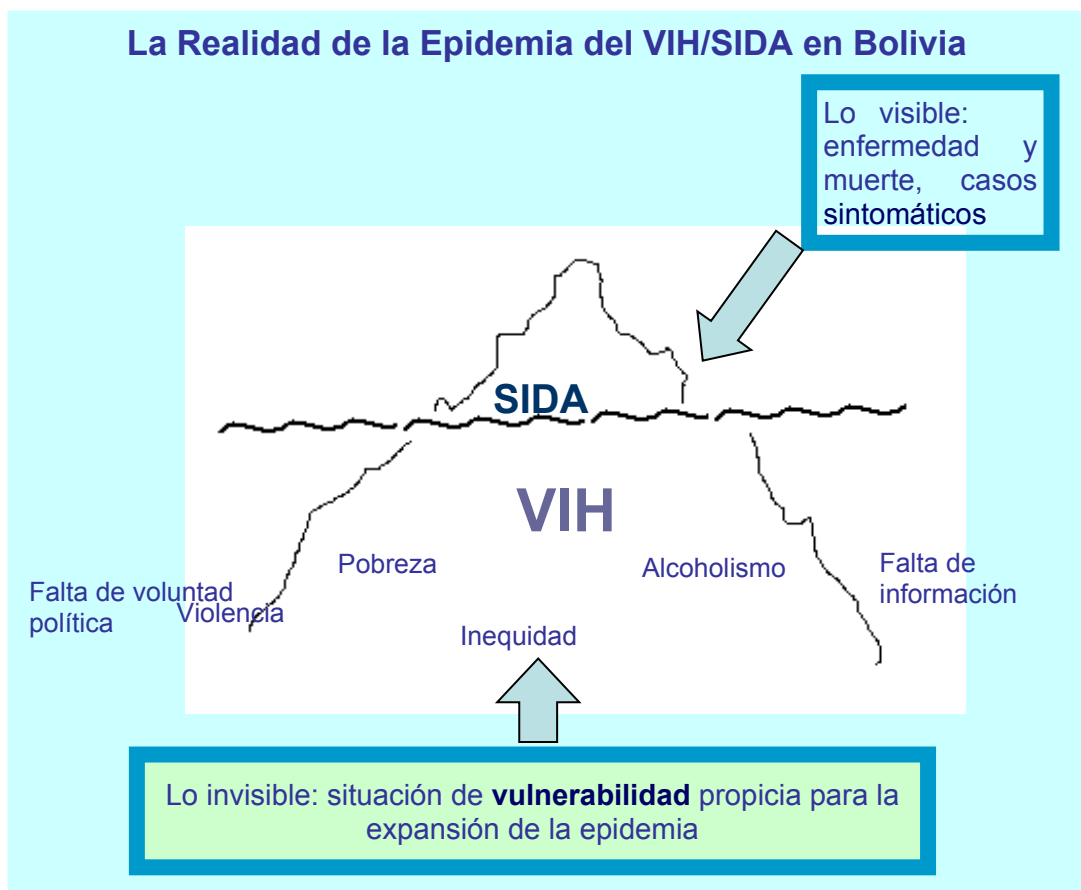 La Realidad de la Epidemia del VIH/SIDA en Bolivia
Lo visible:
enfermedad y
muerte, casos
sintomáticos
SIDA
VIH
Pobreza
Alcoholismo
Falta de
información
Falta de voluntad
política
Violencia
Inequidad
Lo invisible: situación de vulnerabilidad propicia para la
expansión de la epidemia